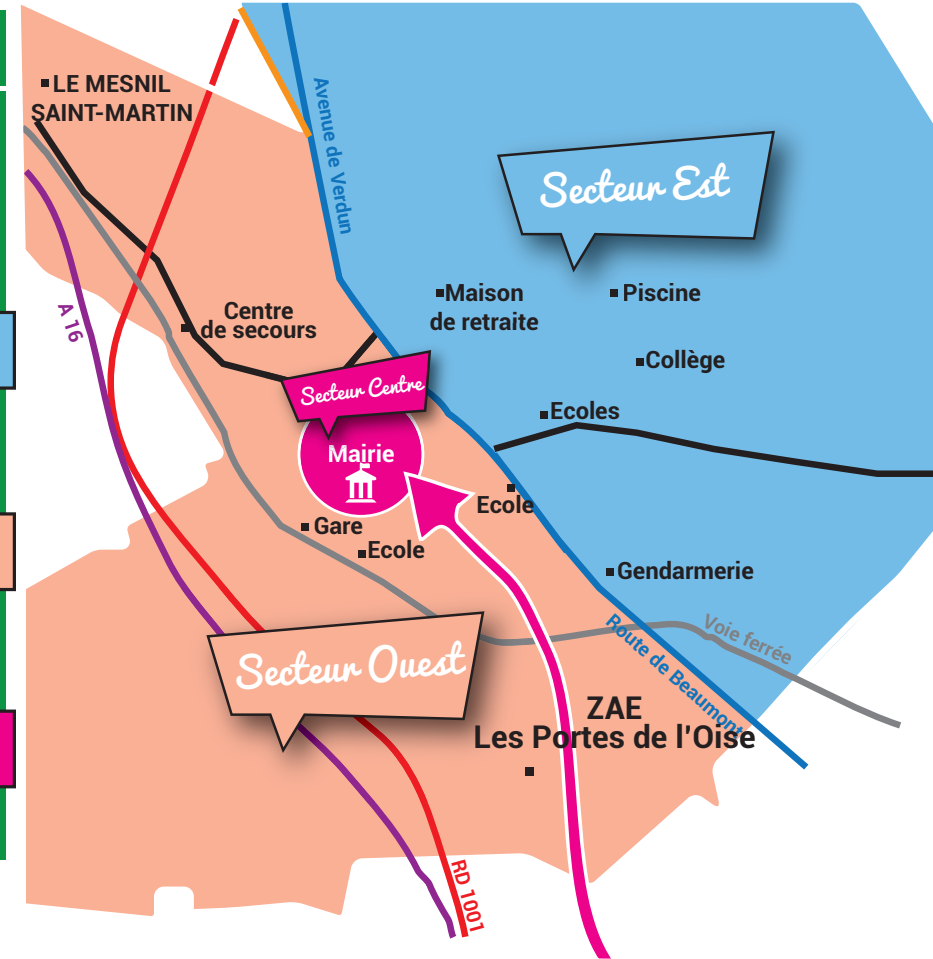 LE MESNIL
SAINT-MARTIN
Avenue de Verdun
Secteur Est
A 16
Centre
de secours
Maison
de retraite
Piscine
Collège
Secteur Centre
Ecoles
Mairie
Ecole
Gare
Ecole
Gendarmerie
Secteur Ouest
Route de Beaumont
Voie ferrée
ZAE
Les Portes de l'Oise
RD 1001